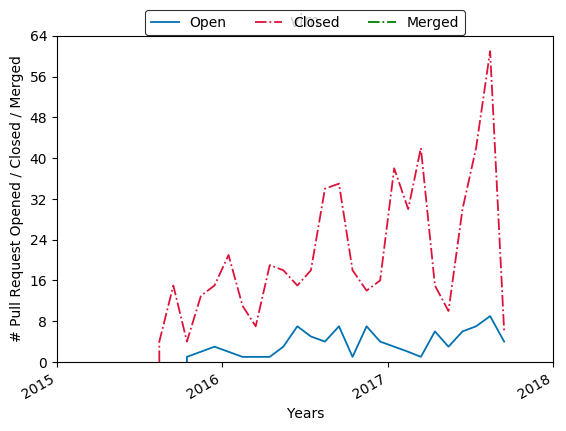 Open Closed Merged
64
56
48
40
32
24
16
8
0
# Pull Request Opened / Closed / Merged
2015 2016 2017 2018
Years